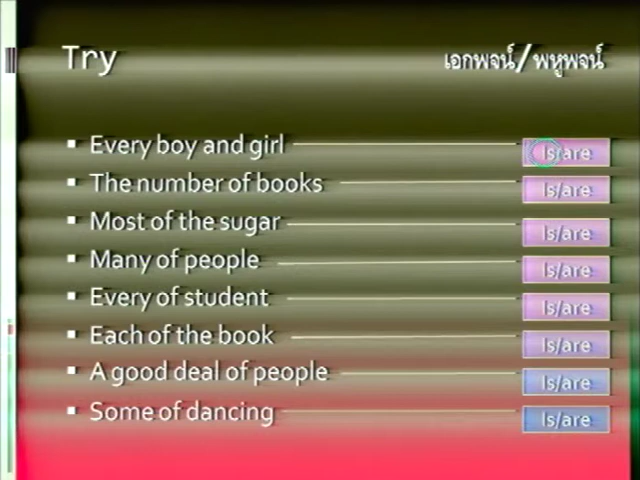 Try เอกพจน์/พหูพจน์
Every boy and girl Is/are
The number of books Is/are
Most of the sugar Is/are
Many of people Is/are
Every of student Is/are
Each of the book Is/are
A good deal of people Is/are
Some of dancing Is/are